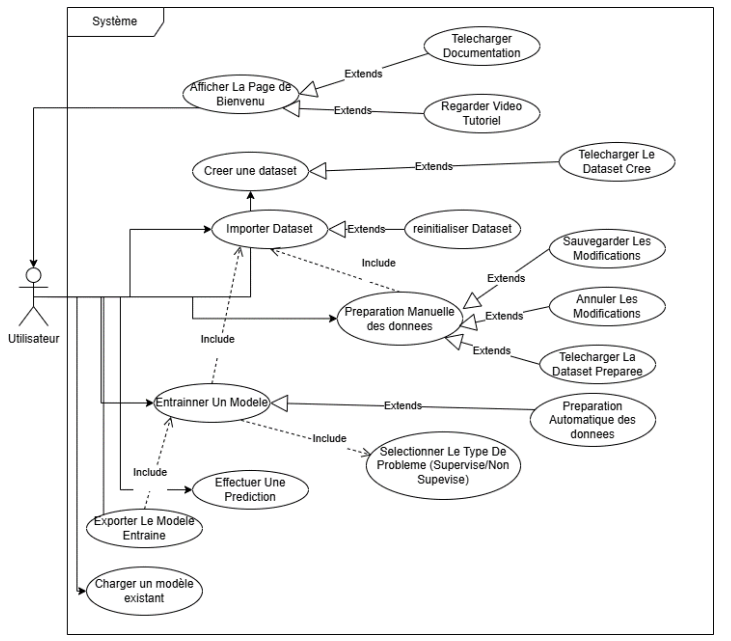 Système
Telecharger
Documentation
Extends
Afficher La Page de
Bienvenu
Extends
Regarder Video
Tutoriel
Creer une dataset
Extends
Telecharger Le
Dataset Cree
Importer Dataset
Extends
reinitialiser Dataset
Sauvegarder Les
Modifications
Include
Extends
Preparation Manuelle
des donnees
Extends
Annuler Les
Modifications
Utilisateur
Include
Extends
Telecharger La
Dataset Preparee
Entrainner Un Modele
Extends
Preparation
Automatique des
donnees
Include
Selectionner Le Type De
Probleme (Supervise/Non
Supevise)
Include
Effectuer Une
Prediction
Exporter Le Modele
Entraine
Charger un modèle
existant